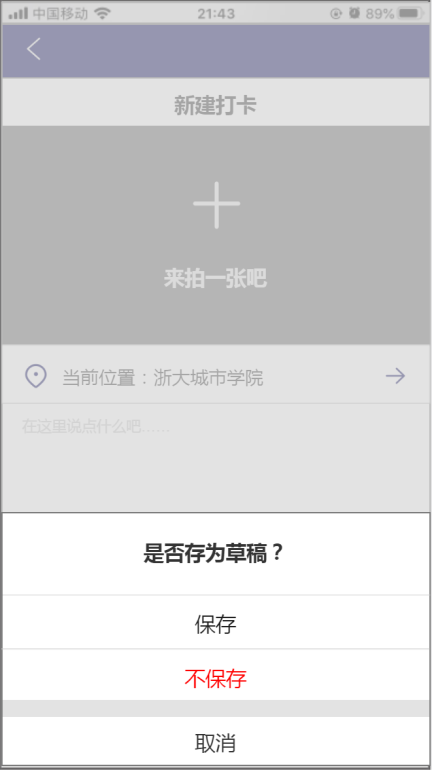 中国移动 21:43 89%
新建打卡
来拍一张吧
当前位置：浙大城市学院
在这里说点什么吧……
是否存为草稿？
保存
不保存
取消